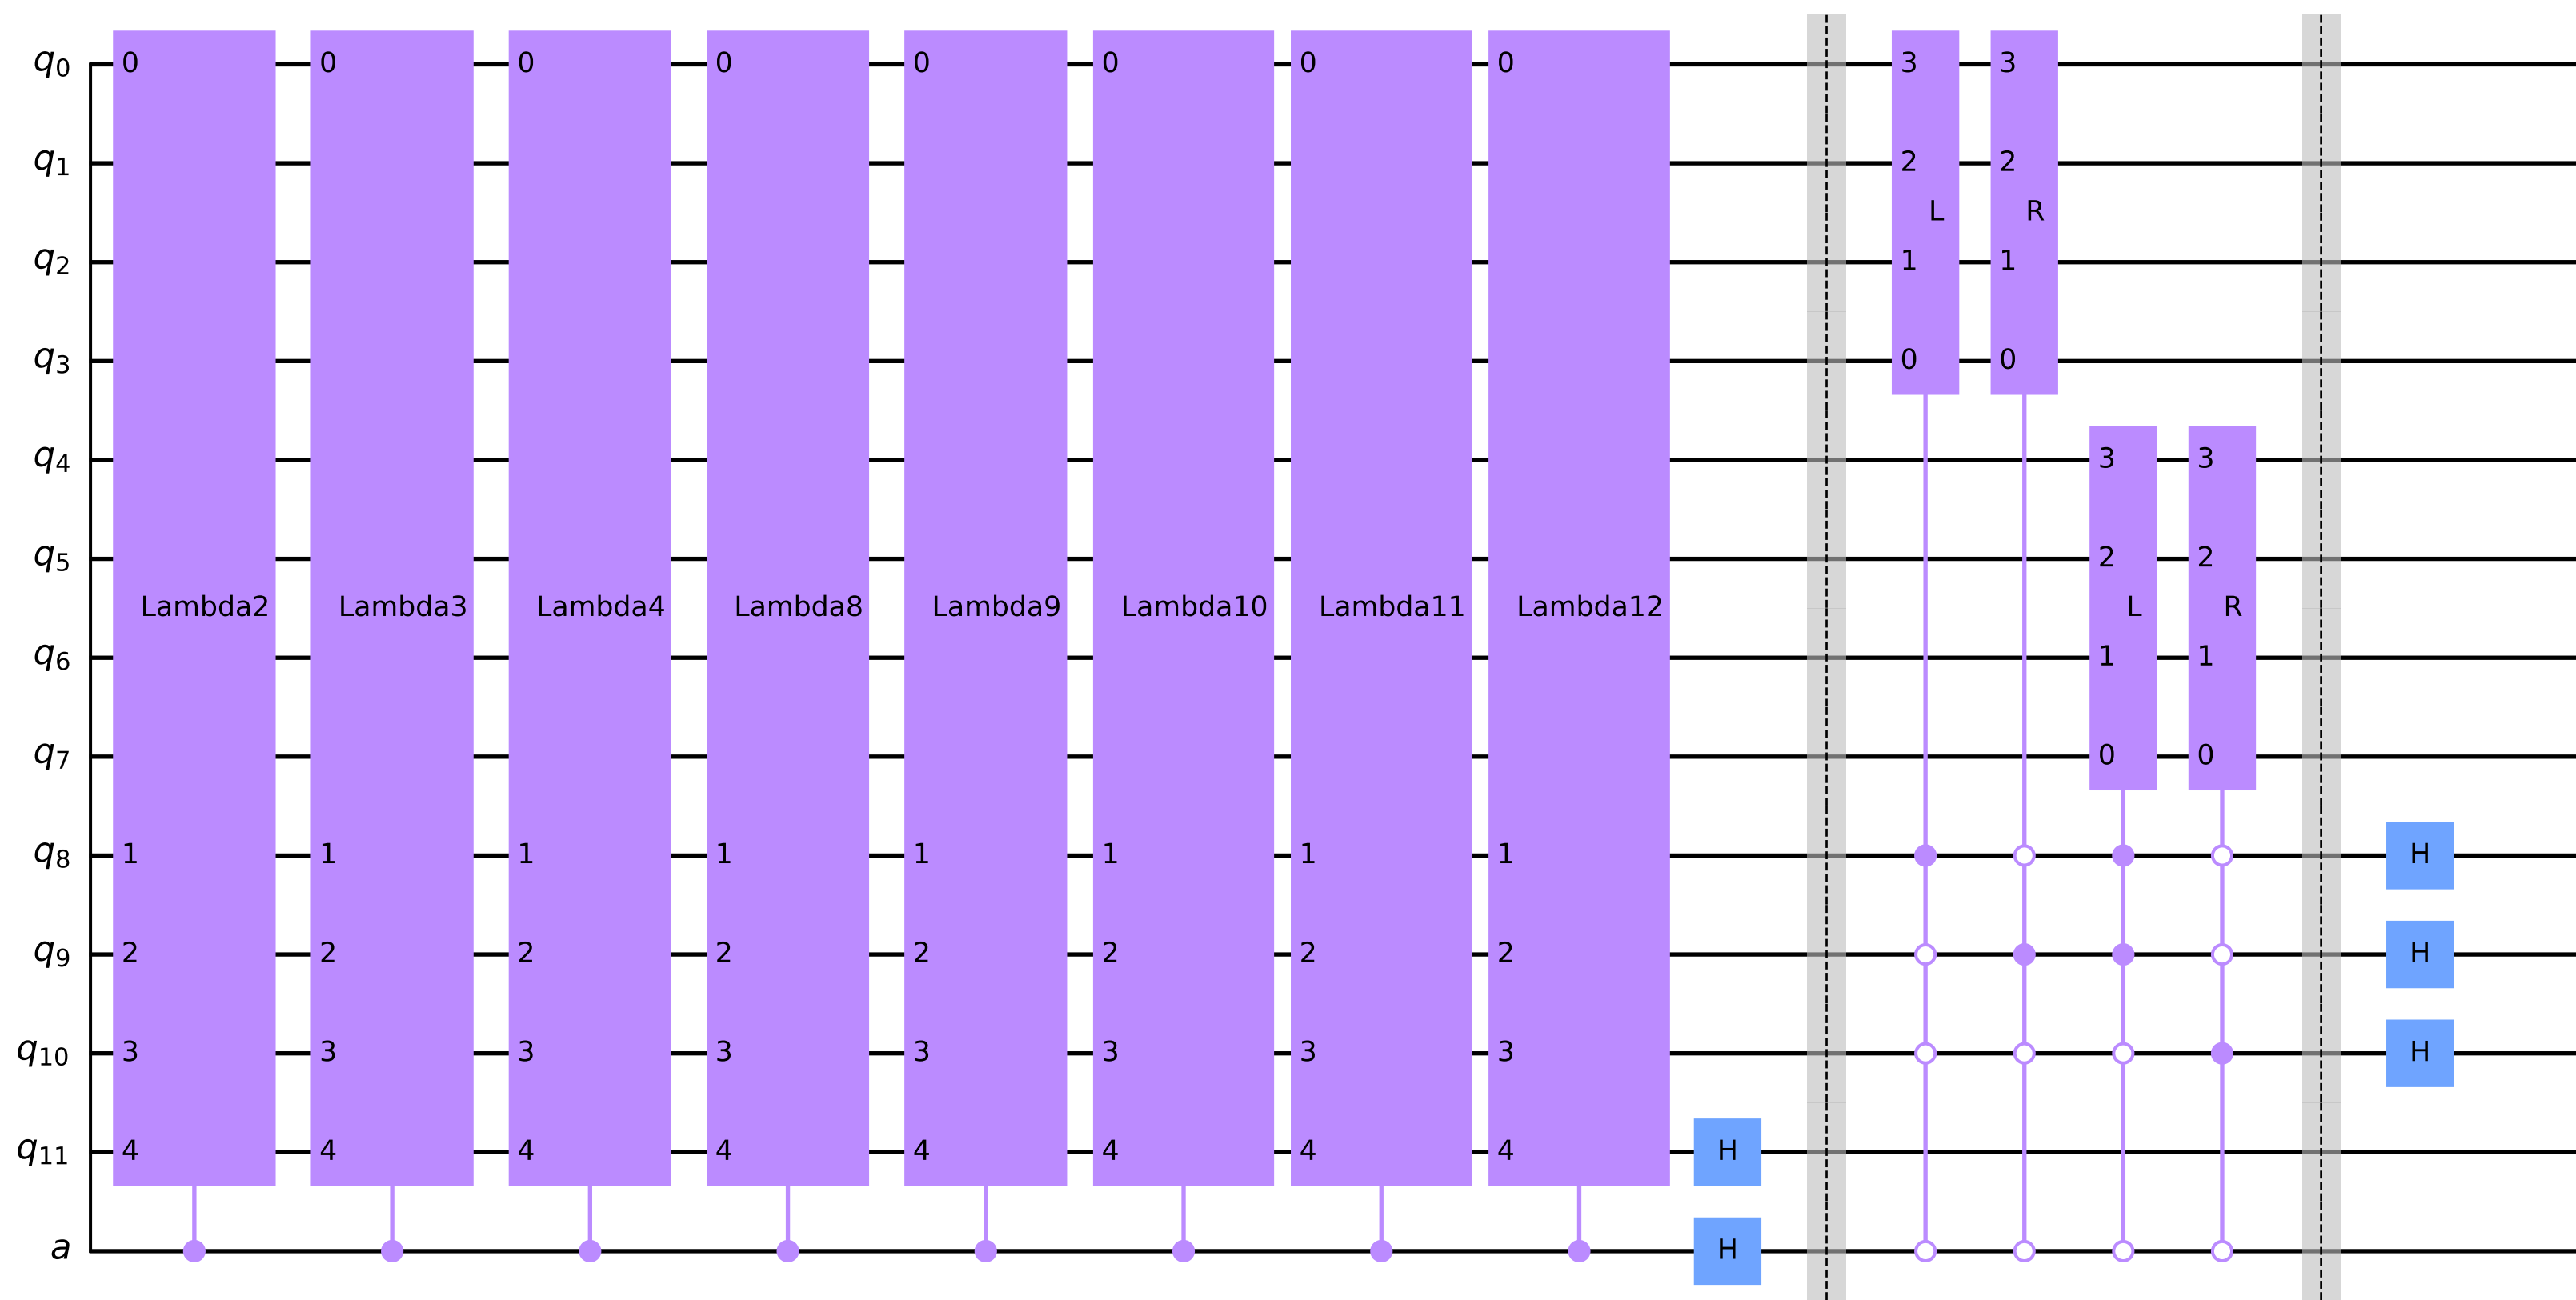 q0 0 0 0 0 0 0 0 0 3 3
q1 2 2
L R
q2 1 1
q3 0 0
q4 3 3
q5 2 2
Lambda2 Lambda3 Lambda4 Lambda8 Lambda9 Lambda10 Lambda11 Lambda12 L R
q6 1 1
q7 0 0
q8 1 1 1 1 1 1 1 1 H
q9 2 2 2 2 2 2 2 2 H
q10 3 3 3 3 3 3 3 3 H
q11 4 4 4 4 4 4 4 4 H
a H